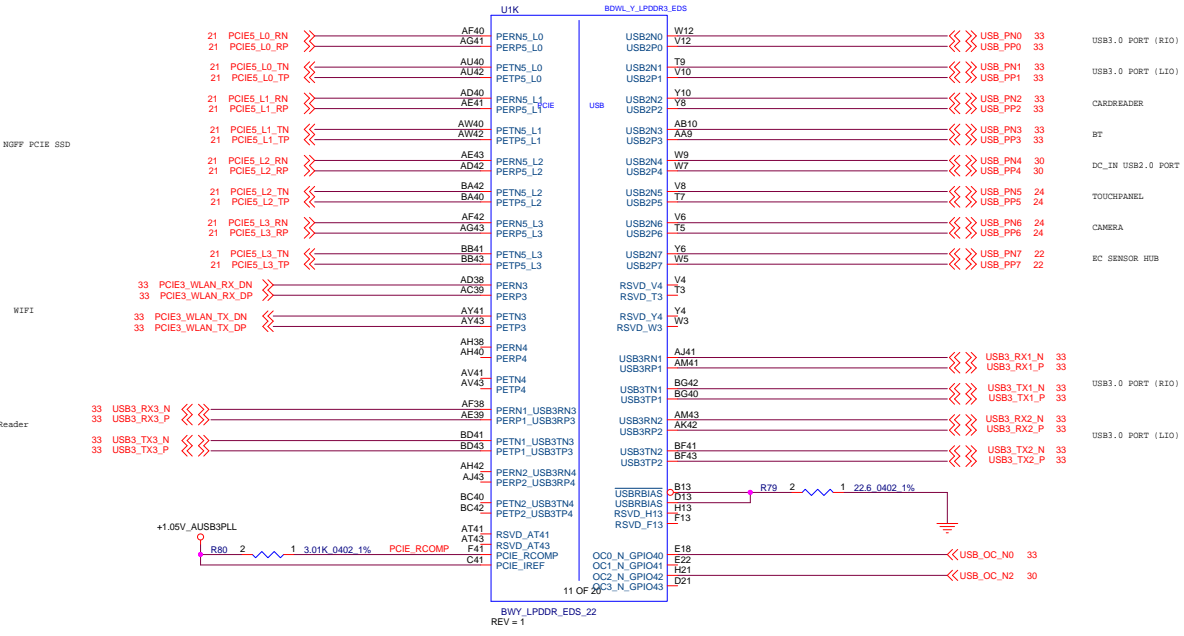 U1K
BDWL_Y_LPDDR3_EDS
21 PCIE5_L0_RN AF40 PERN5_L0 USB2N0 W12 USB_PN0 33
21 PCIE5_L0_RP AG41 PERP5_L0 USB2P0 V12 USB_PP0 33 USB3.0 PORT (RIO)
21 PCIE5_L0_TN AU40 PETN5_L0 USB2N1 T9 USB_PN1 33
21 PCIE5_L0_TP AU42 PETP5_L0 USB2P1 V10 USB_PP1 33 USB3.0 PORT (LIO)
21 PCIE5_L1_RN AD40 PERN5_L1 USB2N2 Y10 USB_PN2 33
PCIE USB
21 PCIE5_L1_RP AE41 PERP5_L1 USB2P2 Y8 USB_PP2 33 CARDREADER
21 PCIE5_L1_TN AW40 PETN5_L1 USB2N3 AB10 USB_PN3 33
21 PCIE5_L1_TP AW42 PETP5_L1 USB2P3 AA9 USB_PP3 33 BT
NGFF PCIE SSD
21 PCIE5_L2_RN AE43 PERN5_L2 USB2N4 W9 USB_PN4 30
21 PCIE5_L2_RP AD42 PERP5_L2 USB2P4 W7 USB_PP4 30 DC_IN USB2.0 PORT
21 PCIE5_L2_TN BA42 PETN5_L2 USB2N5 V8 USB_PN5 24
21 PCIE5_L2_TP BA40 PETP5_L2 USB2P5 T7 USB_PP5 24 TOUCHPANEL
21 PCIE5_L3_RN AF42 PERN5_L3 USB2N6 V6 USB_PN6 24
21 PCIE5_L3_RP AG43 PERP5_L3 USB2P6 T5 USB_PP6 24 CAMERA
21 PCIE5_L3_TN BB41 PETN5_L3 USB2N7 Y6 USB_PN7 22
21 PCIE5_L3_TP BB43 PETP5_L3 USB2P7 W5 USB_PP7 22 EC SENSOR HUB
33 PCIE3_WLAN_RX_DN AD38 PERN3 RSVD_V4 V4
33 PCIE3_WLAN_RX_DP AC39 PERP3 RSVD_T3 T3
WIFI
33 PCIE3_WLAN_TX_DN AY41 PETN3 RSVD_Y4 Y4
33 PCIE3_WLAN_TX_DP AY43 PETP3 RSVD_W3 W3
AH38 PERN4
AH40 PERP4 USB3RN1 AJ41 USB3_RX1_N 33
USB3RP1 AM41 USB3_RX1_P 33
AV41 PETN4
AV43 PETP4 USB3TN1 BG42 USB3_TX1_N 33 USB3.0 PORT (RIO)
USB3TP1 BG40 USB3_TX1_P 33
33 USB3_RX3_N AF38 PERN1_USB3RN3
33 USB3_RX3_P AE39 PERP1_USB3RP3 USB3RN2 AM43 USB3_RX2_N 33
Reader
USB3RP2 AK42 USB3_RX2_P 33 USB3.0 PORT (LIO)
33 USB3_TX3_N BD41 PETN1_USB3TN3
33 USB3_TX3_P BD43 PETP1_USB3TP3 USB3TN2 BF41 USB3_TX2_N 33
USB3TP2 BF43 USB3_TX2_P 33
AH42 PERN2_USB3RN4
AJ43 PERP2_USB3RP4
USBRBIAS B13 R79 2 1 22.6_0402_1%
BC40 PETN2_USB3TN4 USBRBIAS D13
BC42 PETP2_USB3TP4 RSVD_H13 H13
RSVD_F13 F13
+1.05V_AUSB3PLL
AT41 RSVD_AT41
AT43 RSVD_AT43
R80 2 1 3.01K_0402_1% PCIE_RCOMP F41 PCIE_RCOMP OC0_N_GPIO40 E18 USB_OC_N0 33
C41 PCIE_IREF OC1_N_GPIO41 E22
OC2_N_GPIO42 H21 USB_OC_N2 30
OC3_N_GPIO43 D21
11 OF 20
BWY_LPDDR_EDS_22
REV = 1